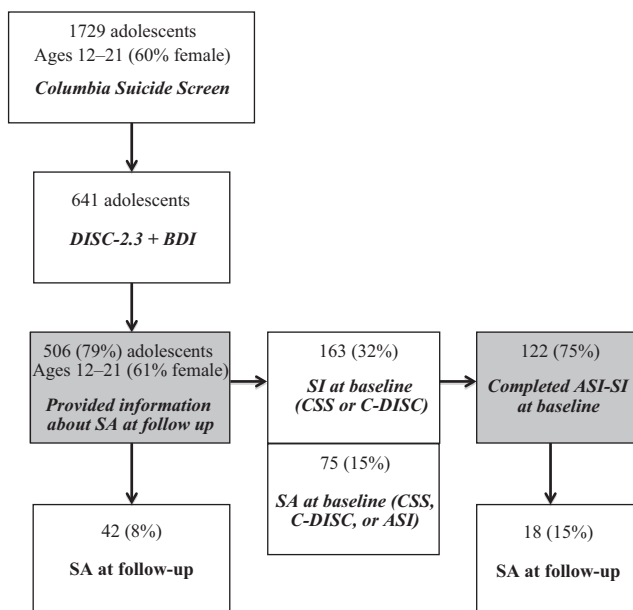 1729 adolescents
Ages 12–21 (60% female)
Columbia Suicide Screen
641 adolescents
DISC-2.3 + BDI
506 (79%) adolescents
Ages 12–21 (61% female)
Provided information
about SA at follow up
163 (32%)
SI at baseline
(CSS or C-DISC)
122 (75%)
Completed ASI-SI
at baseline
75 (15%)
SA at baseline (CSS,
C-DISC, or ASI)
42 (8%)
SA at follow-up
18 (15%)
SA at follow-up